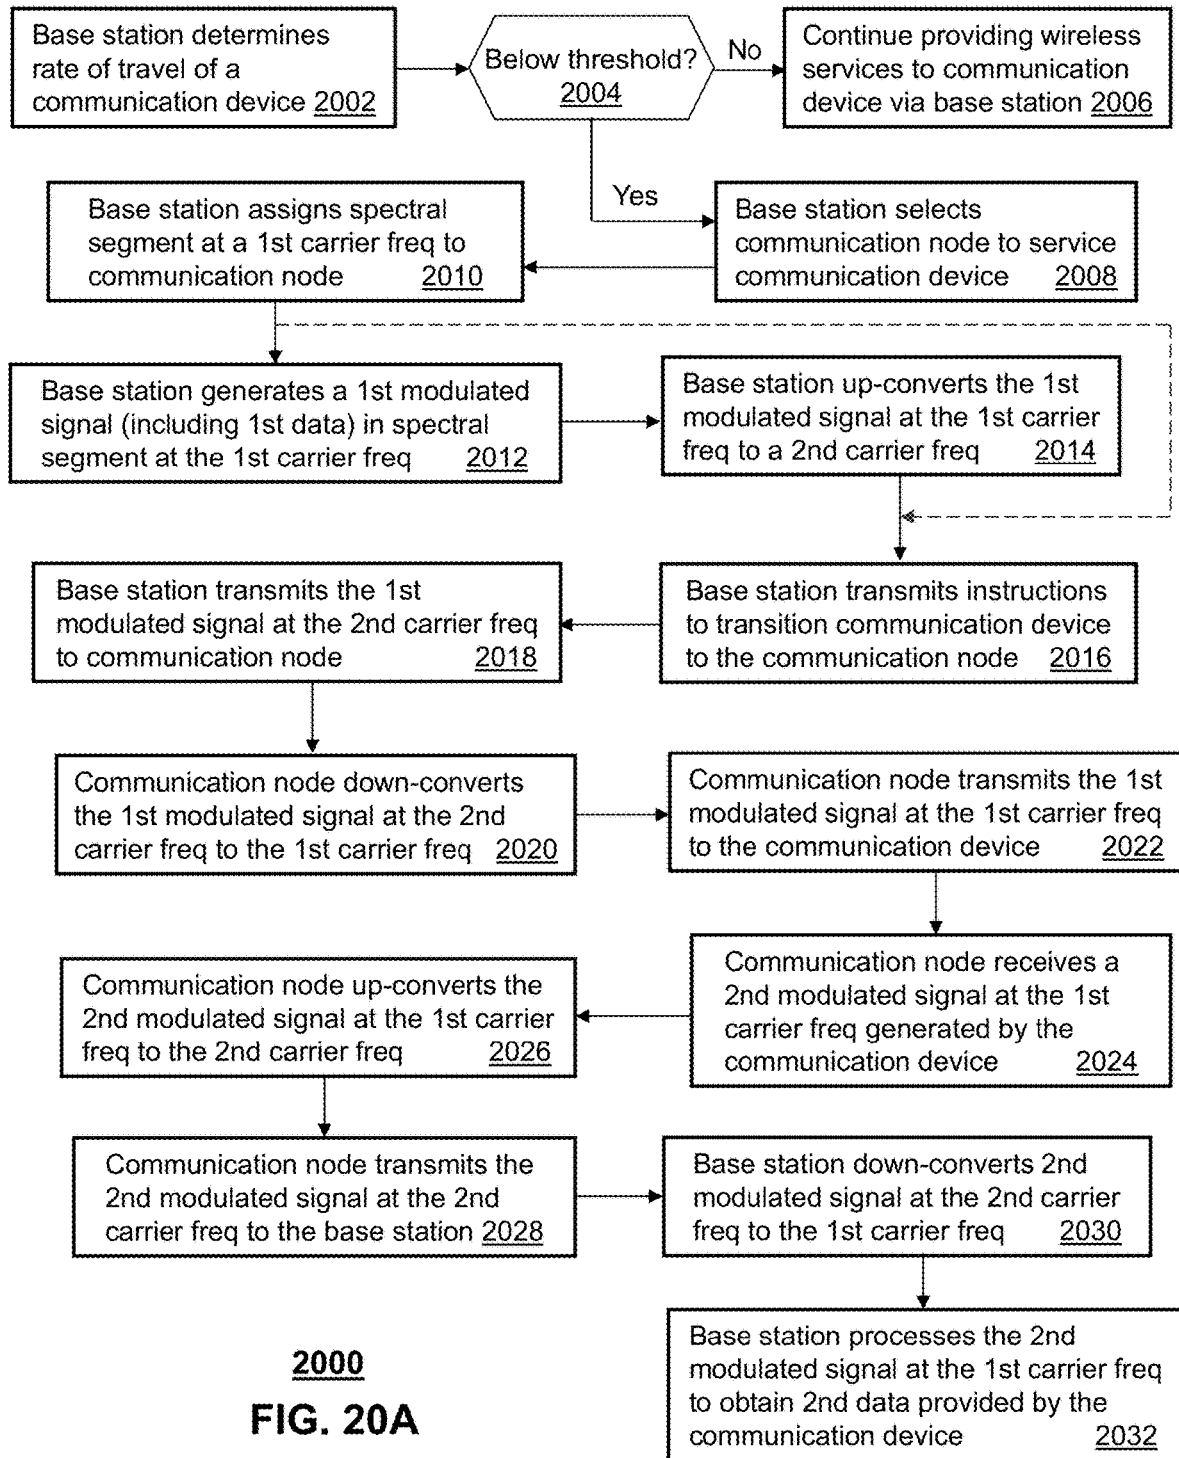 Base station determines
rate of travel of a
communication device 2002
Below threshold?
2004
No
Continue providing wireless
services to communication
device via base station 2006
Yes
Base station selects
communication node to service
communication device 2008
Base station assigns spectral
segment at a 1st carrier freq to
communication node 2010
Base station generates a 1st modulated
signal (including 1st data) in spectral
segment at the 1st carrier freq 2012
Base station up-converts the 1st
modulated signal at the 1st carrier
freq to a 2nd carrier freq 2014
Base station transmits instructions
to transition communication device
to the communication node 2016
Base station transmits the 1st
modulated signal at the 2nd carrier freq
to communication node 2018
Communication node down-converts
the 1st modulated signal at the 2nd
carrier freq to the 1st carrier freq 2020
Communication node transmits the 1st
modulated signal at the 1st carrier freq
to the communication device 2022
Communication node receives a
2nd modulated signal at the 1st
carrier freq generated by the
communication device 2024
Communication node up-converts the
2nd modulated signal at the 1st carrier
freq to the 2nd carrier freq 2026
Communication node transmits the
2nd modulated signal at the 2nd
carrier freq to the base station 2028
Base station down-converts 2nd
modulated signal at the 2nd carrier
freq to the 1st carrier freq 2030
Base station processes the 2nd
modulated signal at the 1st carrier freq
to obtain 2nd data provided by the
communication device 2032
2000
FIG. 20A